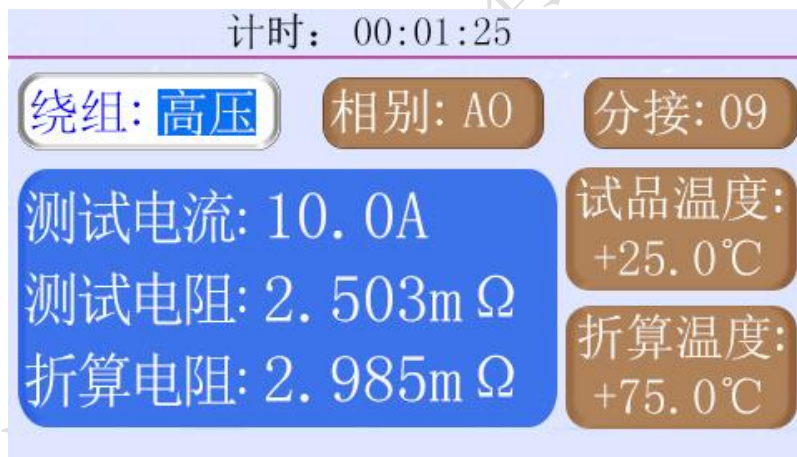 计时： 00:01:25
绕组: 高压 相别: AO 分接: 09
测试电流: 10.0A
测试电阻: 2.503mΩ
折算电阻: 2.985mΩ
试品温度:
+25.0℃
折算温度:
+75.0℃